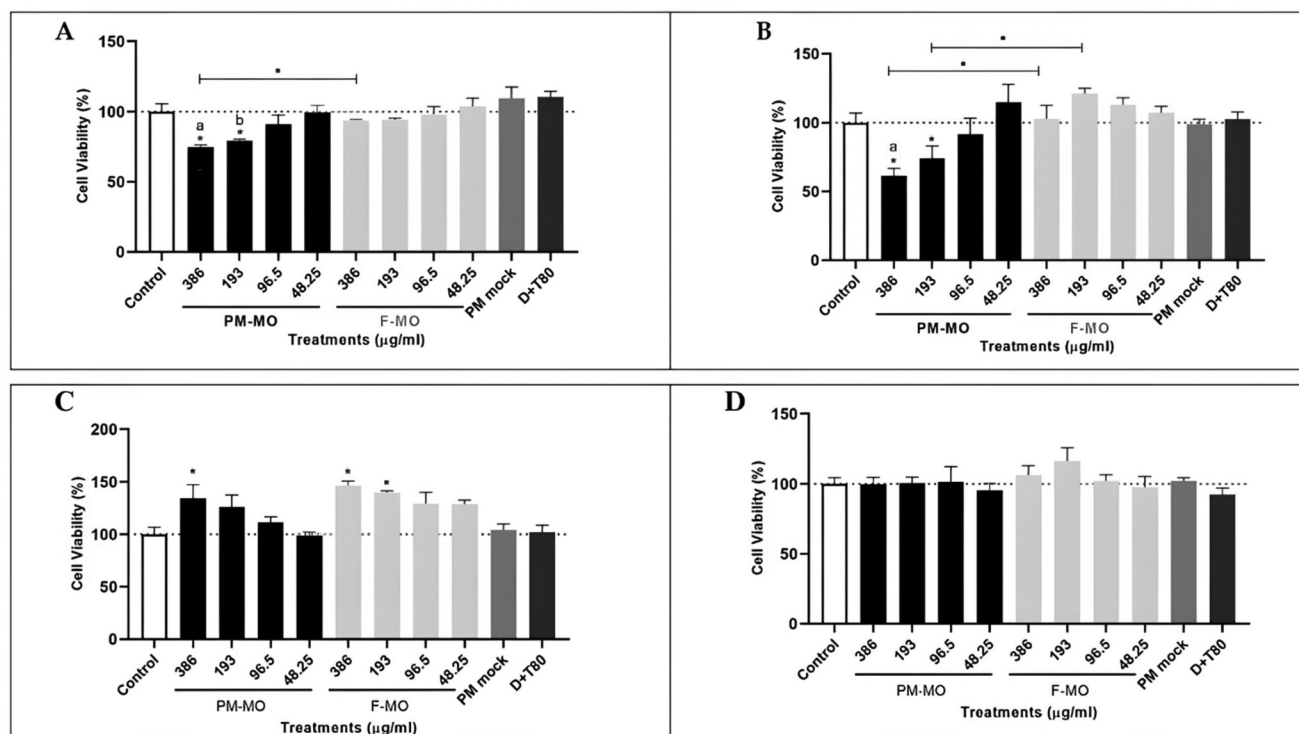 A
150
100
50
0
Cell Viability (%)
a
*
b
*
*
Control
386
193
96.5
48.25
386
193
96.5
48.25
PM mock
D+T80
PM-MO
F-MO
Treatments (µg/ml)
B
150
100
50
0
Cell Viability (%)
*
*
a
*
*
Control
386
193
96.5
48.25
386
193
96.5
48.25
PM mock
D+T80
PM-MO
F-MO
Treatments (µg/ml)
C
200
150
100
50
0
Cell Viability (%)
*
*
*
Control
386
193
96.5
48.25
386
193
96.5
48.25
PM mock
D+T80
PM-MO
F-MO
Treatments (µg/ml)
D
150
100
50
0
Cell Viability (%)
Control
386
193
96.5
48.25
386
193
96.5
48.25
PM mock
D+T80
PM-MO
F-MO
Treatments (µg/ml)